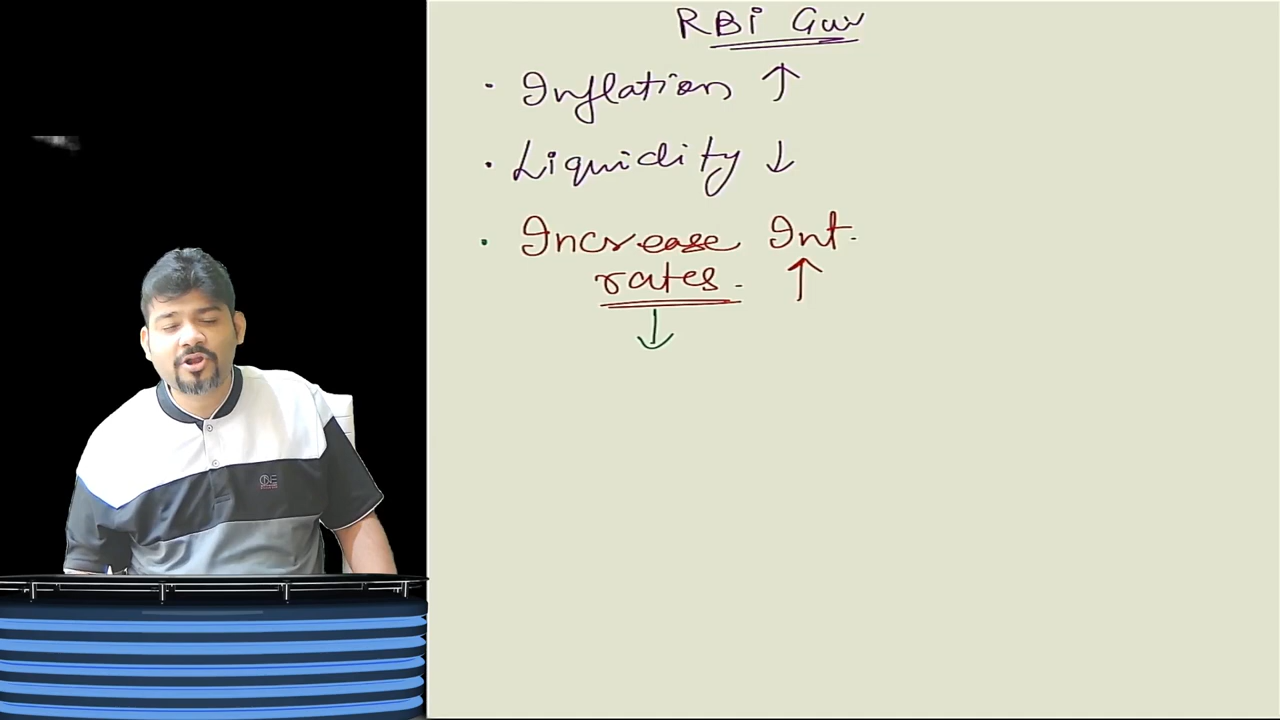 RBI Gov
• Inflation ↑
• Liquidity ↓
• Increase Int.
rates. ↑
↓